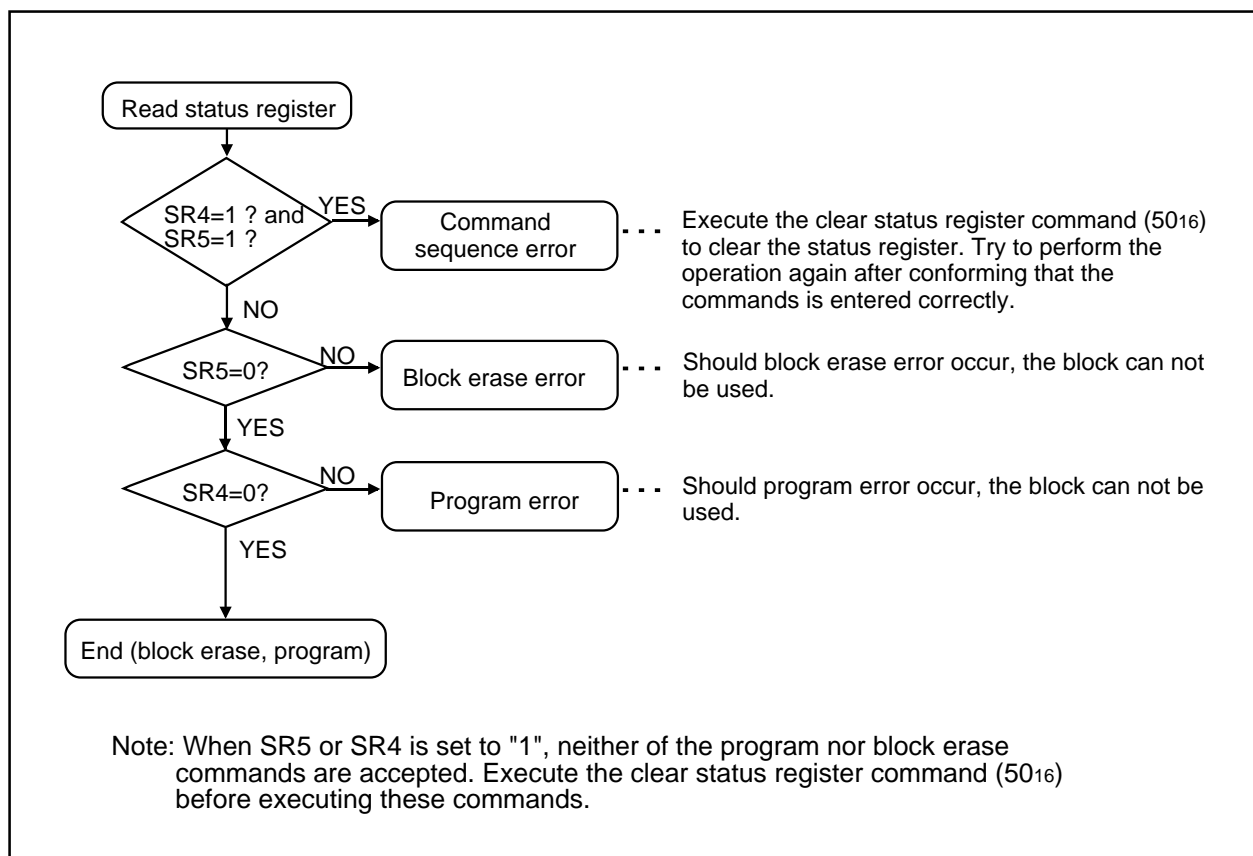 Read status register
SR4=1 ? and
SR5=1 ?
YES
Command
sequence error
Execute the clear status register command (5016)
to clear the status register. Try to perform the
operation again after conforming that the
commands is entered correctly.
NO
SR5=0?
NO
Block erase error
Should block erase error occur, the block can not
be used.
YES
SR4=0?
NO
Program error
Should program error occur, the block can not be
used.
YES
End (block erase, program)
Note: When SR5 or SR4 is set to "1", neither of the program nor block erase
commands are accepted. Execute the clear status register command (5016)
before executing these commands.